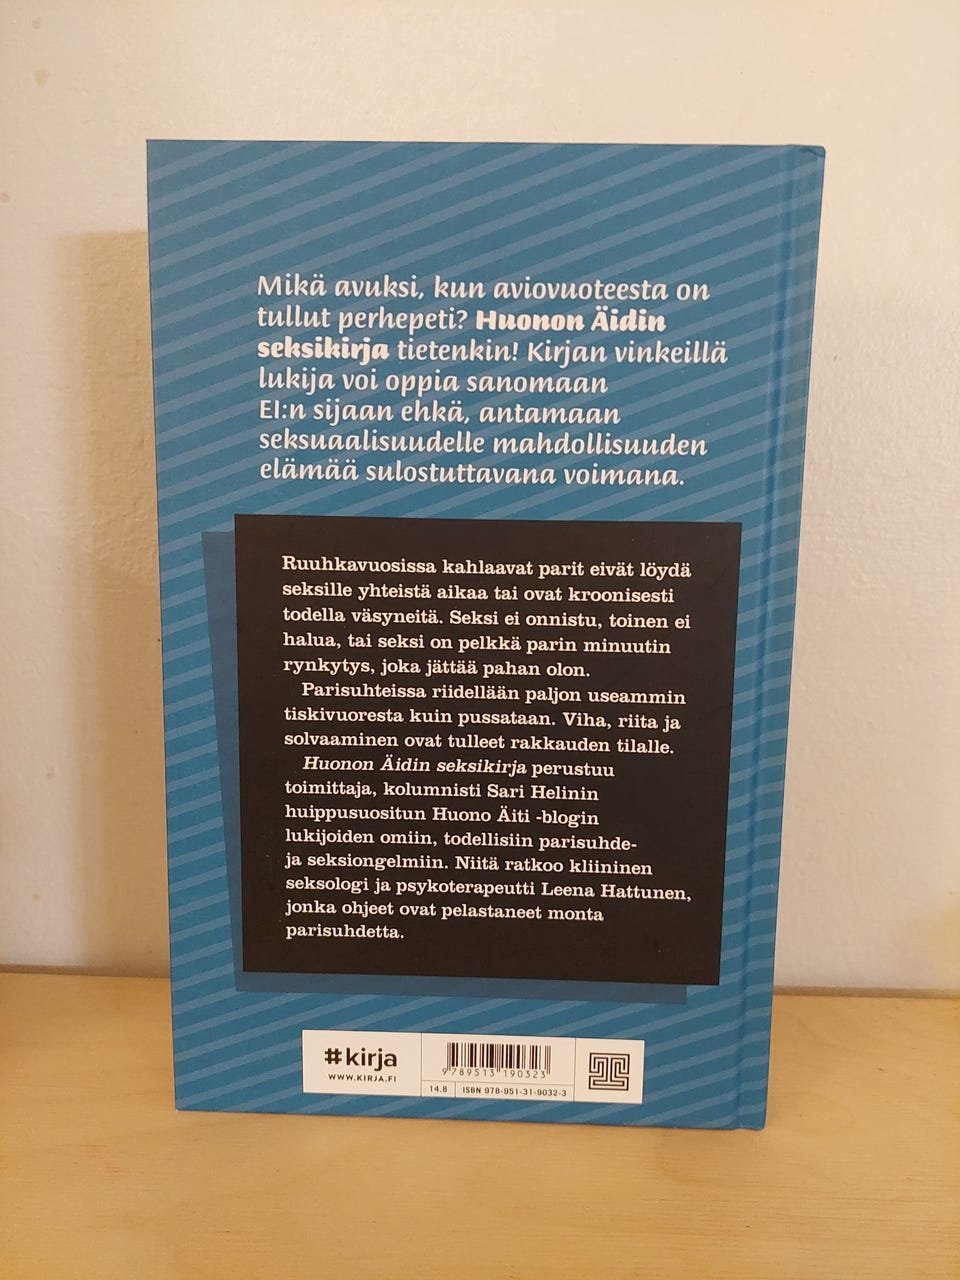 Mikä avuksi, kun aviovuoteesta on
tullut perhepeti? Huonon Äidin
seksikirja tietenkin! Kirjan vinkeillä
lukija voi oppia sanomaan
EI:n sijaan ehkä, antamaan
seksuaalisuudelle mahdollisuuden
elämää sulostuttavana voimana.
Ruuhkavuosissa kahlaavat parit eivät löydä
seksille yhteistä aikaa tai ovat kroonisesti
todella väsyneitä. Seksi ei onnistu, toinen ei
halua, tai seksi on pelkkä parin minuutin
rynkytys, joka jättää pahan olon.
Parisuhteissa riidellään paljon useammin
tiskivuoresta kuin pussataan. Viha, riita ja
solvaaminen ovat tulleet rakkauden tilalle.
Huonon Äidin seksikirja perustuu
toimittaja, kolumnisti Sari Helinin
huippusuositun Huono Äiti -blogin
lukijoiden omiin, todellisiin parisuhde-
ja seksiongelmiin. Niitä ratkoo kliininen
seksologi ja psykoterapeutti Leena Hattunen,
jonka ohjeet ovat pelastaneet monta
parisuhdetta.
#kirja
WWW.KIRJA.FI
9 789513 190323
14.8
ISBN 978-951-31-9032-3